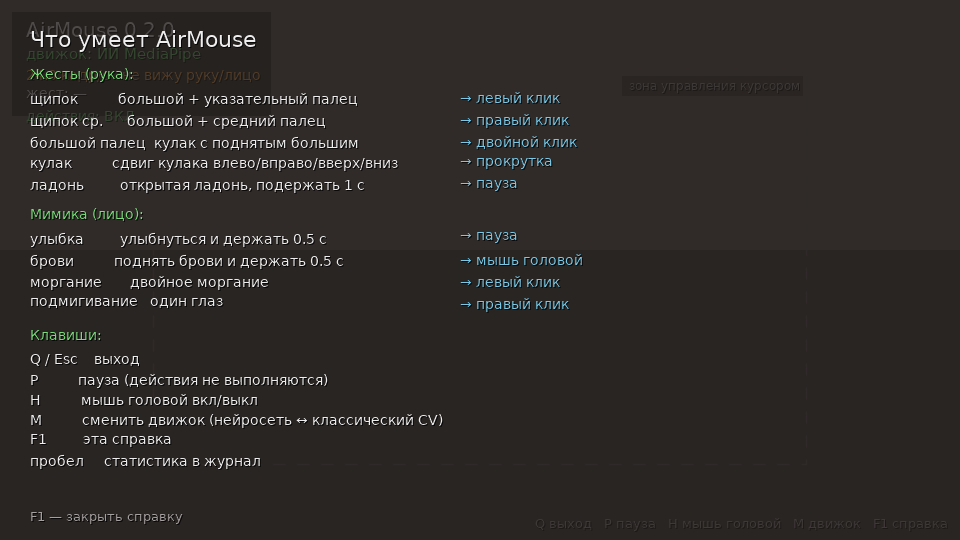 AirMouse 0.2.0
Что умеет AirMouse
движок: ИИ MediaPipe
Жесты (рука):
не вижу руку/лицо
жест: —
зона управления курсором
щипок большой + указательный палец → левый клик
щипок ср. большой + средний палец → правый клик
большой палец кулак с поднятым большим → двойной клик
кулак сдвиг кулака влево/вправо/вверх/вниз → прокрутка
ладонь открытая ладонь, подержать 1 с → пауза
Мимика (лицо):
улыбка улыбнуться и держать 0.5 с → пауза
брови поднять брови и держать 0.5 с → мышь головой
моргание двойное моргание → левый клик
подмигивание один глаз → правый клик
Клавиши:
Q / Esc выход
P пауза (действия не выполняются)
H мышь головой вкл/выкл
M сменить движок (нейросеть ↔ классический CV)
F1 эта справка
пробел статистика в журнал
F1 — закрыть справку
Q выход P пауза H мышь головой M движок F1 справка